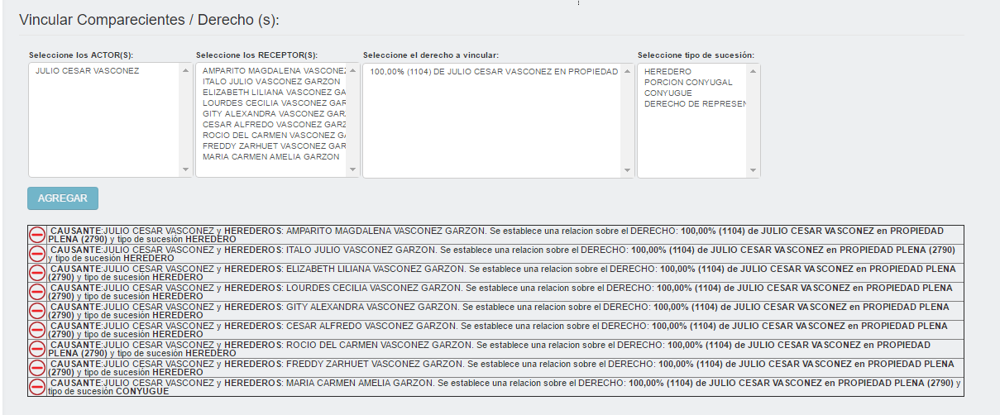 Vincular Comparecientes / Derecho (s):
Seleccione los ACTOR(S):
JULIO CESAR VASCONEZ
Seleccione los RECEPTOR(S):
AMPARITO MAGDALENA VASCONEZ
ITALO JULIO VASCONEZ GARZON
ELIZABETH LILIANA VASCONEZ GA
LOURDES CECILIA VASCONEZ GAR
GITY ALEXANDRA VASCONEZ GAR
CESAR ALFREDO VASCONEZ GARZ
ROCIO DEL CARMEN VASCONEZ GA
FREDDY ZARHUET VASCONEZ GAR
MARIA CARMEN AMELIA GARZON
Seleccione el derecho a vincular:
100,00% (1104) DE JULIO CESAR VASCONEZ EN PROPIEDAD
Seleccione tipo de sucesión:
HEREDERO
PORCION CONYUGAL
CONYUGUE
DERECHO DE REPRESEN
AGREGAR
CAUSANTE:JULIO CESAR VASCONEZ y HEREDEROS: AMPARITO MAGDALENA VASCONEZ GARZON. Se establece una relacion sobre el DERECHO: 100,00% (1104) de JULIO CESAR VASCONEZ en PROPIEDAD
PLENA (2790) y tipo de sucesión HEREDERO
CAUSANTE:JULIO CESAR VASCONEZ y HEREDEROS: ITALO JULIO VASCONEZ GARZON. Se establece una relacion sobre el DERECHO: 100,00% (1104) de JULIO CESAR VASCONEZ en PROPIEDAD PLENA (2790)
y tipo de sucesión HEREDERO
CAUSANTE:JULIO CESAR VASCONEZ y HEREDEROS: ELIZABETH LILIANA VASCONEZ GARZON. Se establece una relacion sobre el DERECHO: 100,00% (1104) de JULIO CESAR VASCONEZ en PROPIEDAD PLENA
(2790) y tipo de sucesión HEREDERO
CAUSANTE:JULIO CESAR VASCONEZ y HEREDEROS: LOURDES CECILIA VASCONEZ GARZON. Se establece una relacion sobre el DERECHO: 100,00% (1104) de JULIO CESAR VASCONEZ en PROPIEDAD PLENA
(2790) y tipo de sucesión HEREDERO
CAUSANTE:JULIO CESAR VASCONEZ y HEREDEROS: GITY ALEXANDRA VASCONEZ GARZON. Se establece una relacion sobre el DERECHO: 100,00% (1104) de JULIO CESAR VASCONEZ en PROPIEDAD PLENA
(2790) y tipo de sucesión HEREDERO
CAUSANTE:JULIO CESAR VASCONEZ y HEREDEROS: CESAR ALFREDO VASCONEZ GARZON. Se establece una relacion sobre el DERECHO: 100,00% (1104) de JULIO CESAR VASCONEZ en PROPIEDAD PLENA
(2790) y tipo de sucesión HEREDERO
CAUSANTE:JULIO CESAR VASCONEZ y HEREDEROS: ROCIO DEL CARMEN VASCONEZ GARZON. Se establece una relacion sobre el DERECHO: 100,00% (1104) de JULIO CESAR VASCONEZ en PROPIEDAD
PLENA (2790) y tipo de sucesión HEREDERO
CAUSANTE:JULIO CESAR VASCONEZ y HEREDEROS: FREDDY ZARHUET VASCONEZ GARZON. Se establece una relacion sobre el DERECHO: 100,00% (1104) de JULIO CESAR VASCONEZ en PROPIEDAD PLENA
(2790) y tipo de sucesión HEREDERO
CAUSANTE:JULIO CESAR VASCONEZ y HEREDEROS: MARIA CARMEN AMELIA GARZON. Se establece una relacion sobre el DERECHO: 100,00% (1104) de JULIO CESAR VASCONEZ en PROPIEDAD PLENA (2790) y
tipo de sucesión CONYUGUE